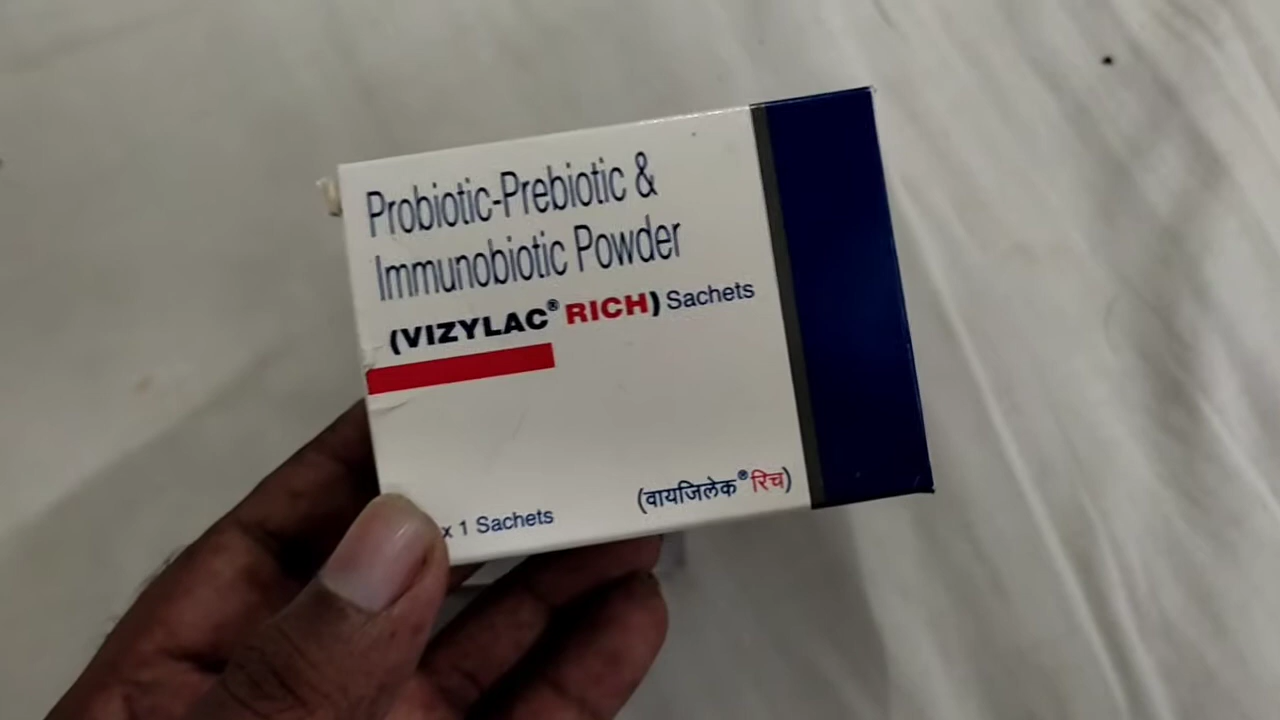 Probiotic-Prebiotic &
Immunobiotic Powder
(VIZYLAC® RICH) Sachets
x 1 Sachets
(वायजिलेक® रिच)